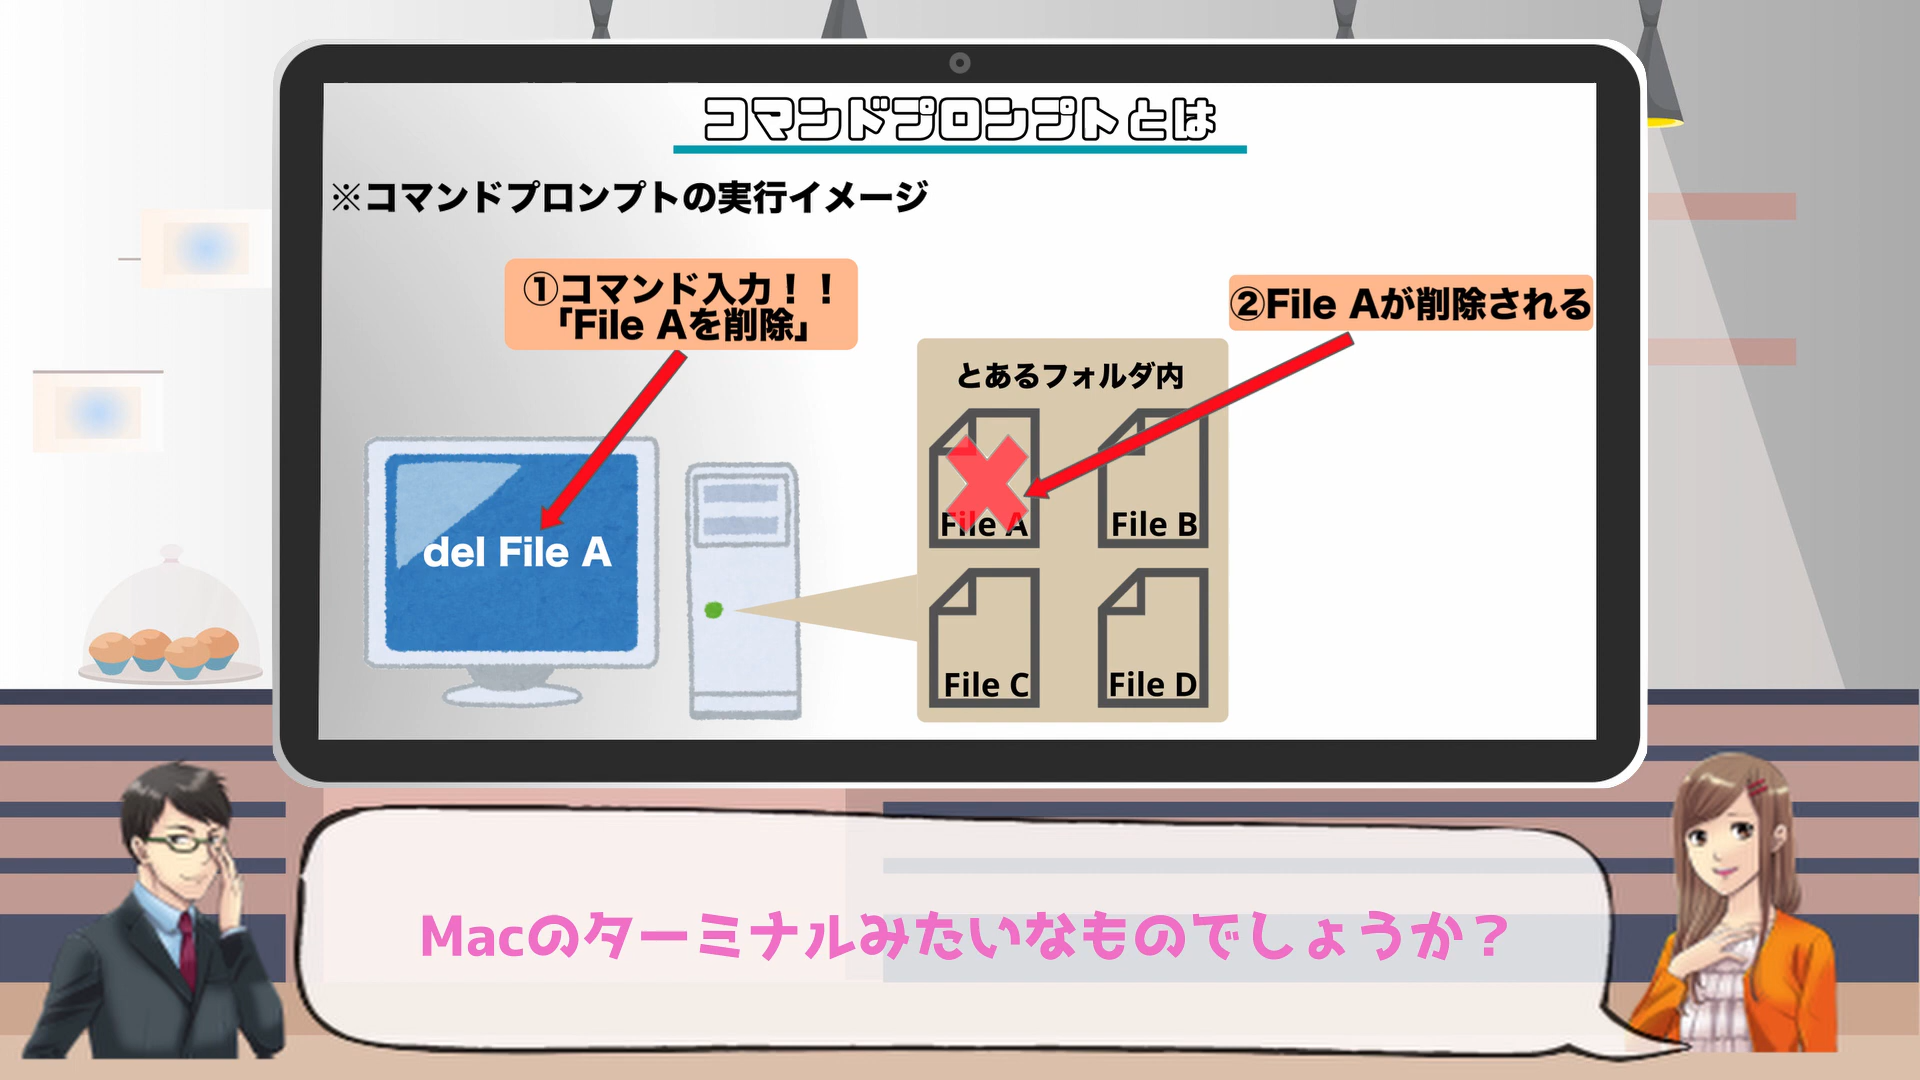 コマンドプロンプトとは
※コマンドプロンプトの実行イメージ
①コマンド入力！！
「File Aを削除」
②File Aが削除される
とあるフォルダ内
File A
File B
del File A
File C
File D
Macのターミナルみたいなものでしょうか？